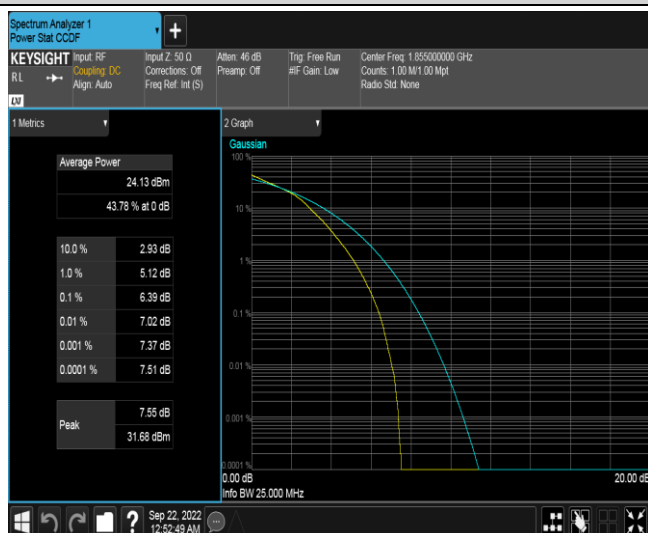 Spectrum Analyzer 1
Power Stat CCDF
KEYSIGHT
RL
LXI
Input: RF
Coupling: DC
Align: Auto
Input Z: 50 Ω
Corrections: Off
Freq Ref: Int (S)
Atten: 46 dB
Preamp: Off
Trig: Free Run
#IF Gain: Low
Center Freq: 1.855000000 GHz
Counts: 1.00 M/1.00 Mpt
Radio Std: None
1 Metrics
Average Power
24.13 dBm
43.78 % at 0 dB
10.0 % 2.93 dB
1.0 % 5.12 dB
0.1 % 6.39 dB
0.01 % 7.02 dB
0.001 % 7.37 dB
0.0001 % 7.51 dB
Peak
7.55 dB
31.68 dBm
2 Graph
Gaussian
100 %
10 %
1 %
0.1 %
0.01 %
0.001 %
0.0001 %
0.00 dB 20.00 dB
Info BW 25.000 MHz
?
Sep 22, 2022
12:52:49 AM